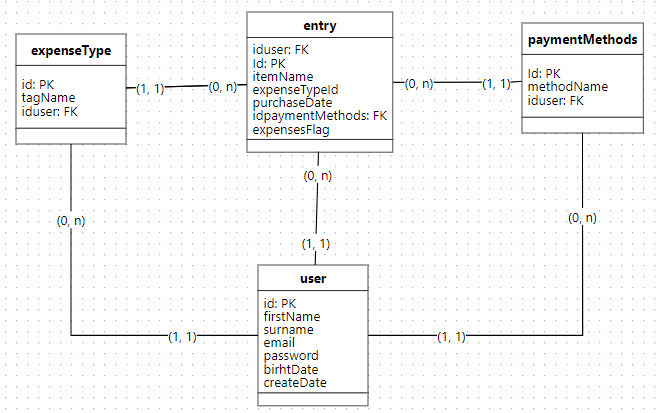 expenseType
id: PK
tagName
iduser: FK
(1, 1)
(0, n)
entry
iduser: FK
Id: PK
itemName
expenseTypeId
purchaseDate
idpaymentMethods: FK
expensesFlag
(0, n)
(1, 1)
paymentMethods
Id: PK
methodName
iduser: FK
(0, n)
(0, n)
(0, n)
(1, 1)
(1, 1)
(1, 1)
user
id: PK
firstName
surname
email
password
birhtDate
createDate